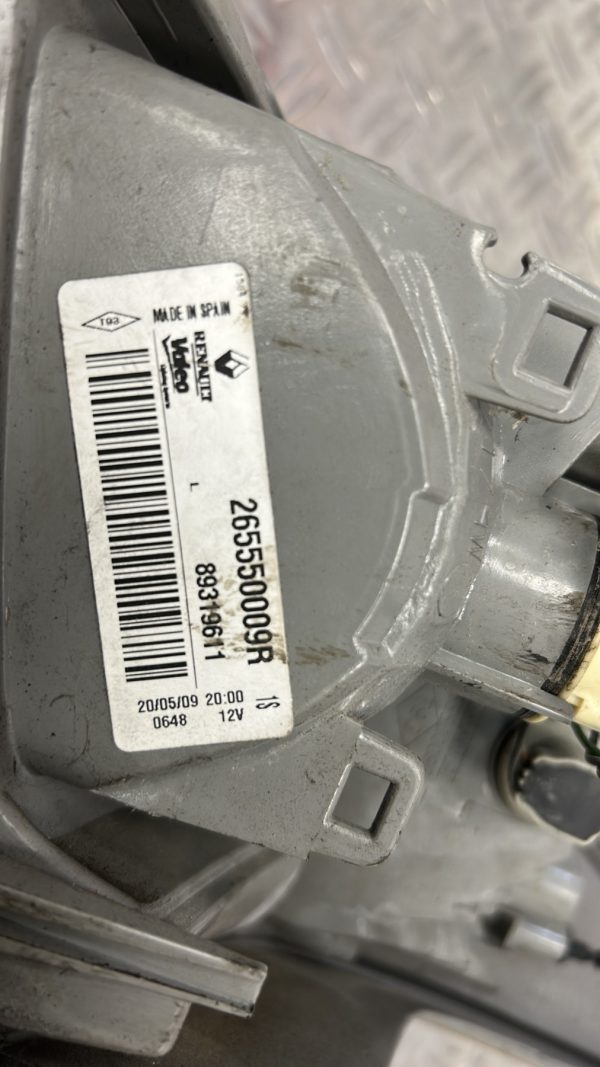 T93
MADE IN SPAIN
RENAULT
Valeo
L
265550009R
89319611
20/05/09 20:00 1S
0648 12V